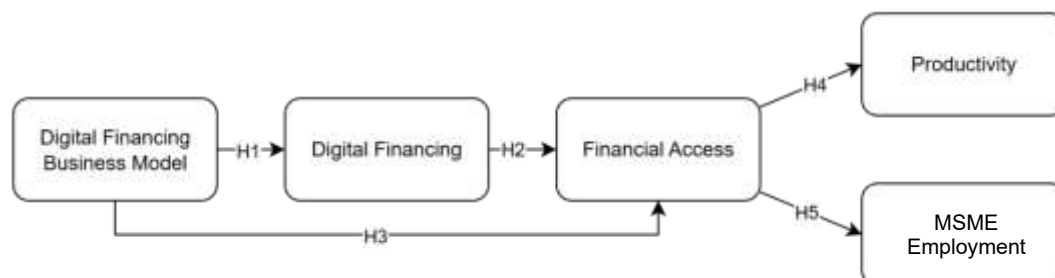 Digital Financing
Business Model
H1
Digital Financing
H2
Financial Access
H3
H4
Productivity
H5
MSME
Employment